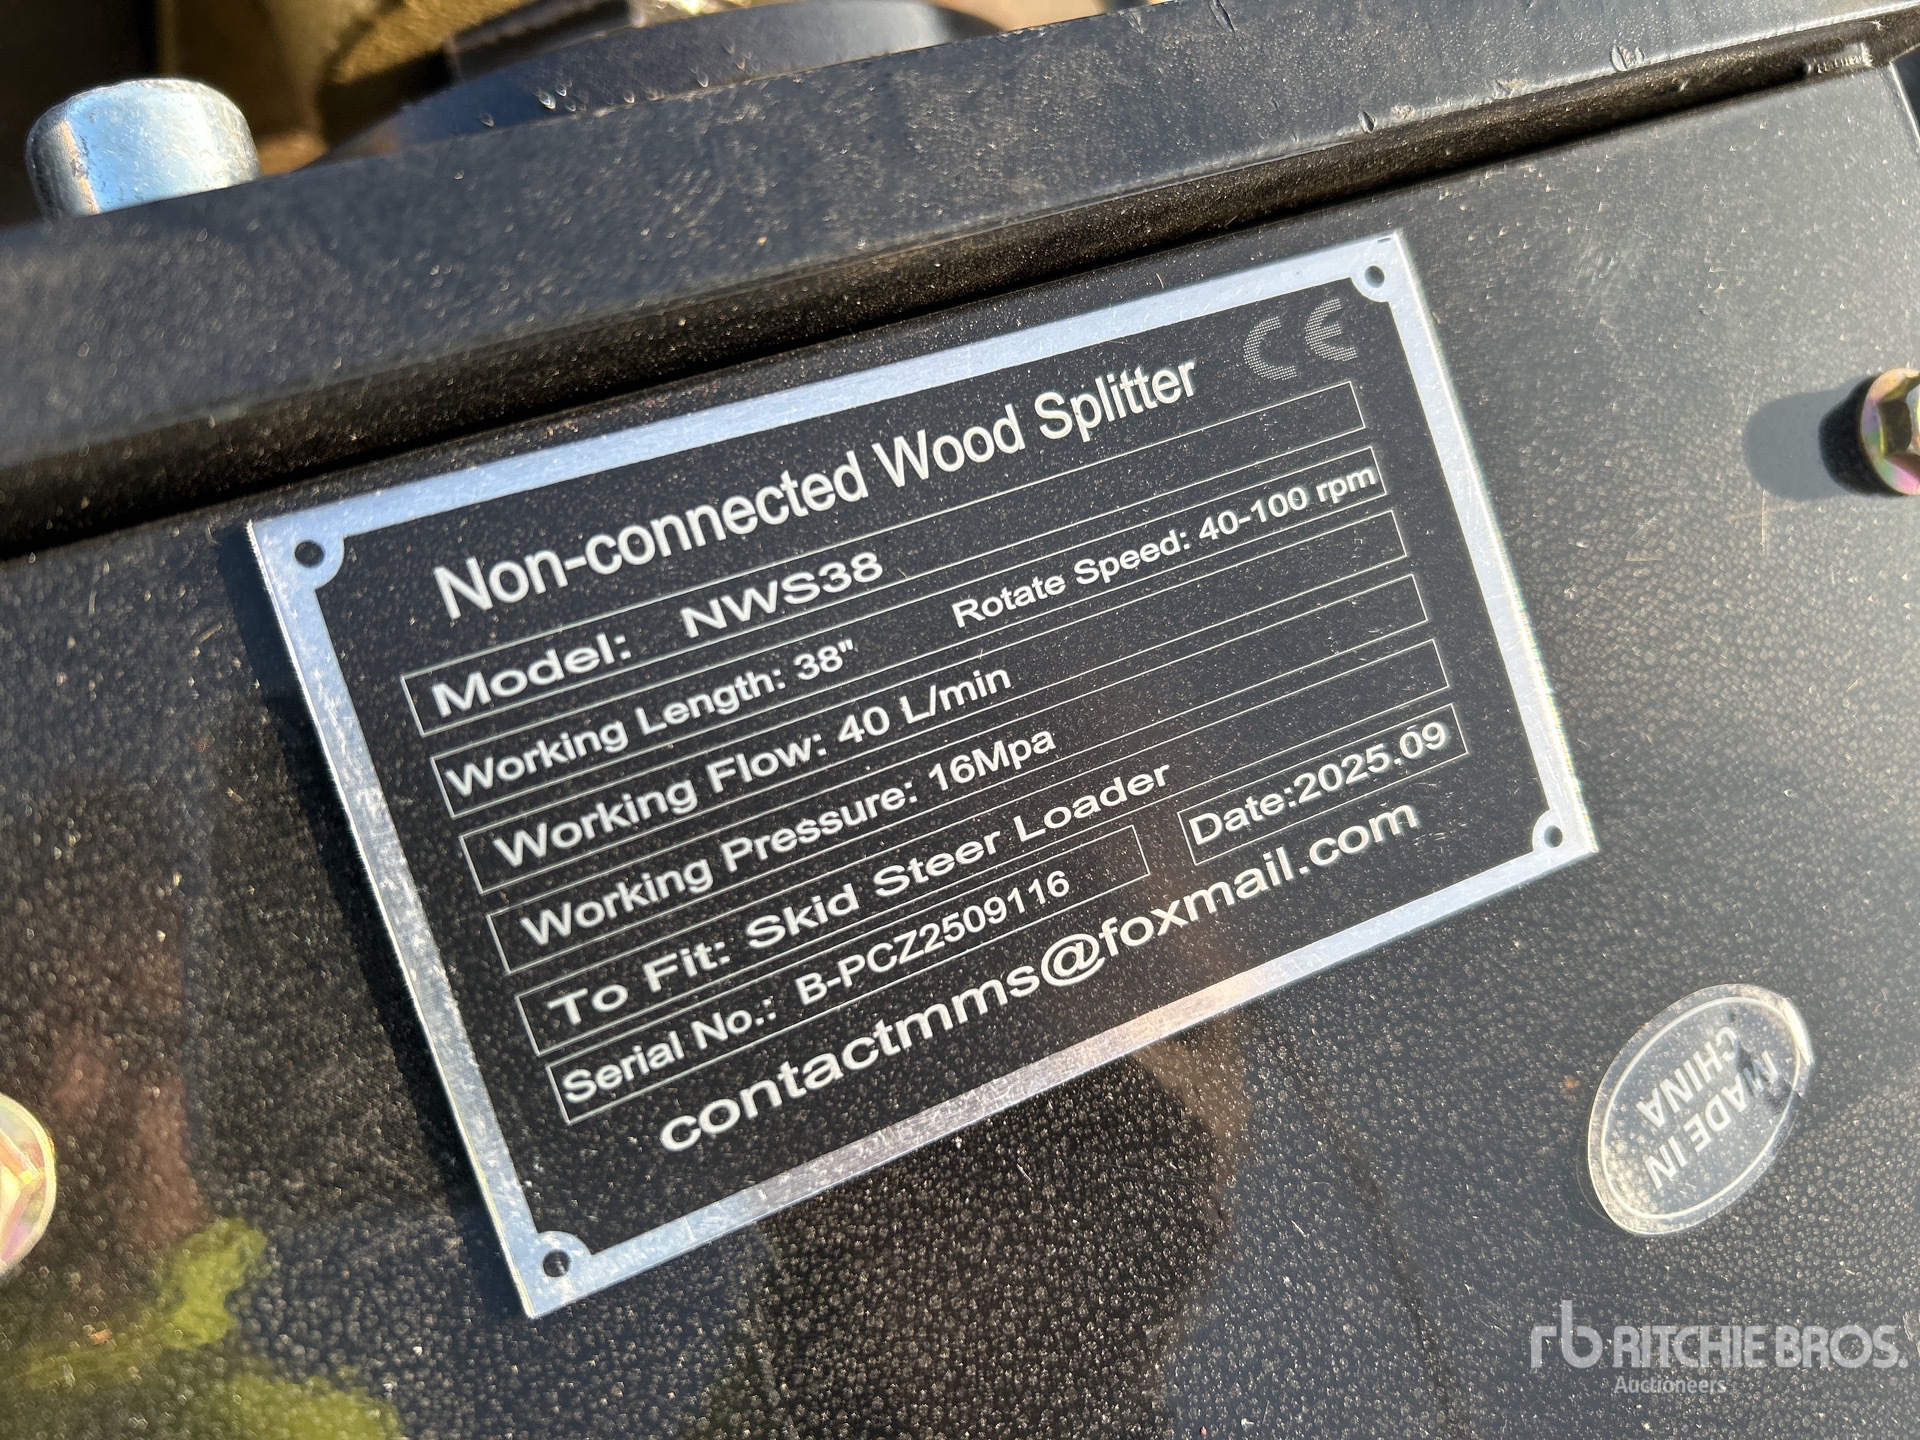 CE
Non-connected Wood Splitter
Model: NWS38
Working Length: 38" Rotate Speed: 40-100 rpm
Working Flow: 40 L/min
Working Pressure: 16Mpa
To Fit: Skid Steer Loader
Serial No.: B-PCZ2509116 Date:2025.09
contactmms@foxmail.com
MADE IN
CHINA
rb RITCHIE BROS.
Auctioneers